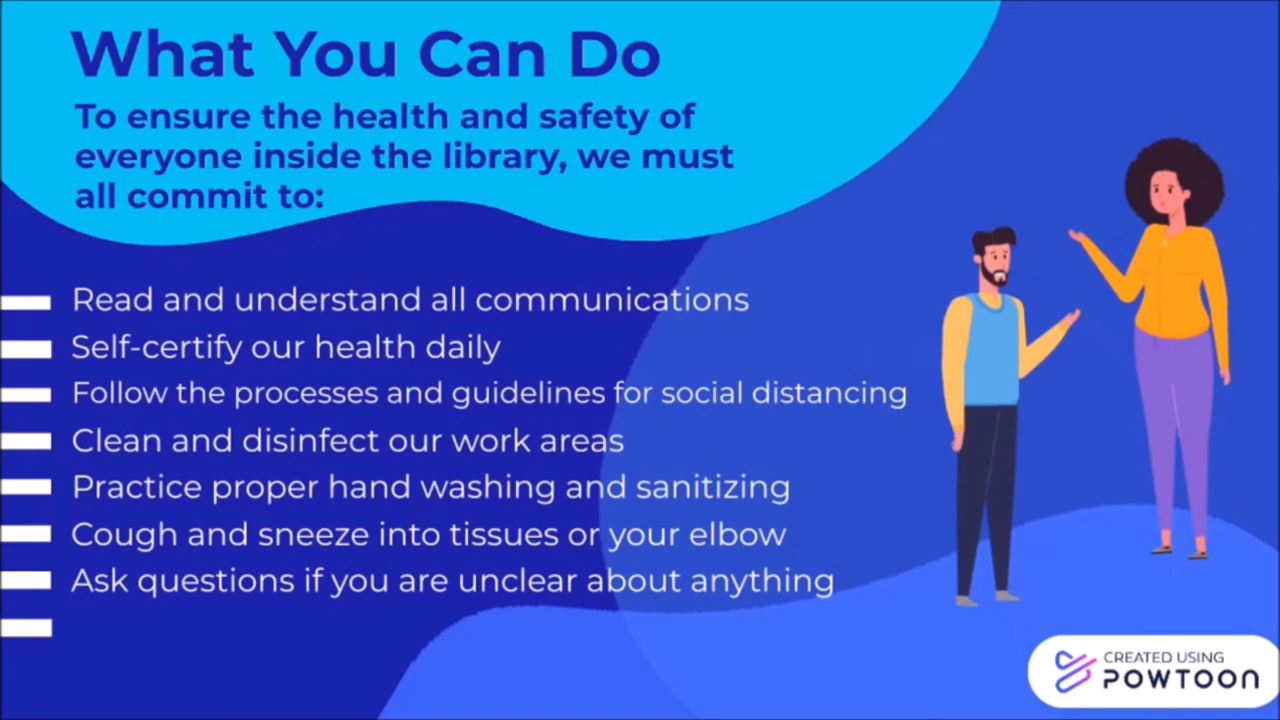 What You Can Do
To ensure the health and safety of
everyone inside the library, we must
all commit to:
Read and understand all communications
Self-certify our health daily
Follow the processes and guidelines for social distancing
Clean and disinfect our work areas
Practice proper hand washing and sanitizing
Cough and sneeze into tissues or your elbow
Ask questions if you are unclear about anything
CREATED USING
POWTOON